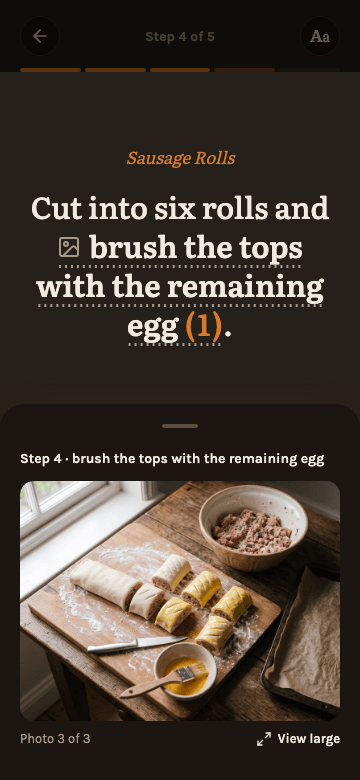 Step 4 of 5
Aa
Sausage Rolls
Cut into six rolls and
brush the tops
with the remaining
egg (1).
Step 4 · brush the tops with the remaining egg
Photo 3 of 3
View large